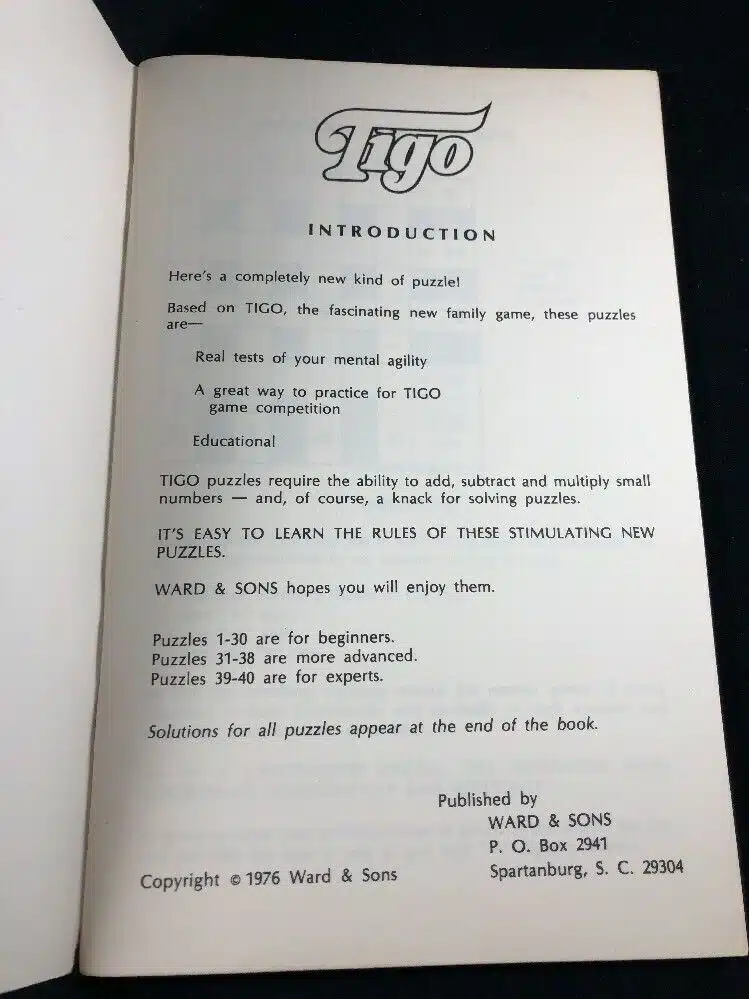 Tigo
INTRODUCTION
Here's a completely new kind of puzzle!
Based on TIGO, the fascinating new family game, these puzzles
are—
Real tests of your mental agility
A great way to practice for TIGO
game competition
Educational
TIGO puzzles require the ability to add, subtract and multiply small
numbers — and, of course, a knack for solving puzzles.
IT'S EASY TO LEARN THE RULES OF THESE STIMULATING NEW
PUZZLES.
WARD & SONS hopes you will enjoy them.
Puzzles 1-30 are for beginners.
Puzzles 31-38 are more advanced.
Puzzles 39-40 are for experts.
Solutions for all puzzles appear at the end of the book.
Published by
WARD & SONS
P. O. Box 2941
Spartanburg, S. C. 29304
Copyright © 1976 Ward & Sons